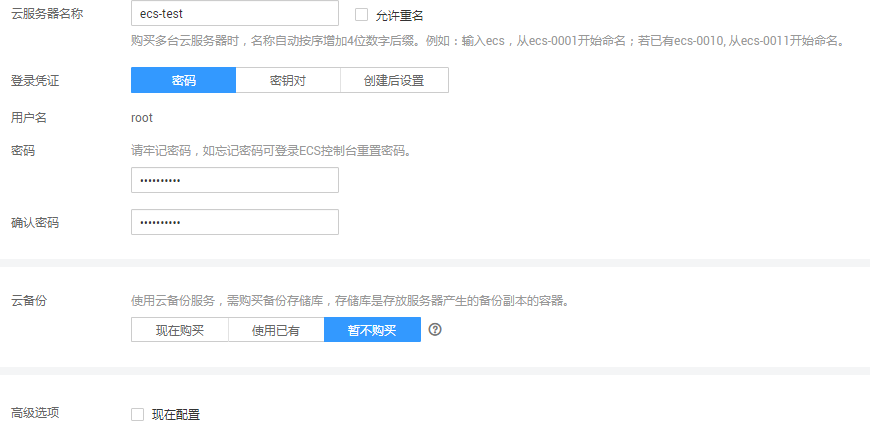 云服务器名称 ecs-test 允许重名
购买多台云服务器时，名称自动按序增加4位数字后缀。例如：输入ecs，从ecs-0001开始命名；若已有ecs-0010, 从ecs-0011开始命名。
登录凭证 密码 密钥对 创建后设置
用户名 root
密码 请牢记密码，如忘记密码可登录ECS控制台重置密码。
••••••••••
确认密码 ••••••••••
云备份 使用云备份服务，需购买备份存储库，存储库是存放服务器产生的备份副本的容器。
现在购买 使用已有 暂不购买 ?
高级选项 现在配置